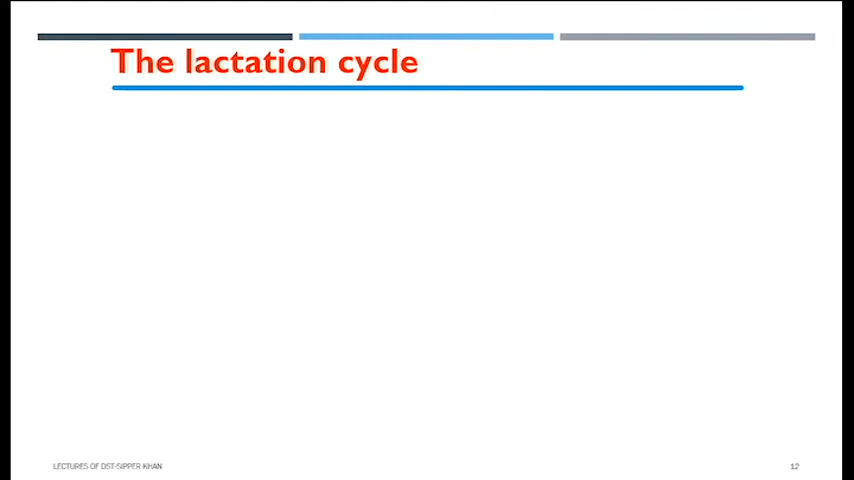 The lactation cycle
LECTURES OF DST-SIPPER KHAN
12